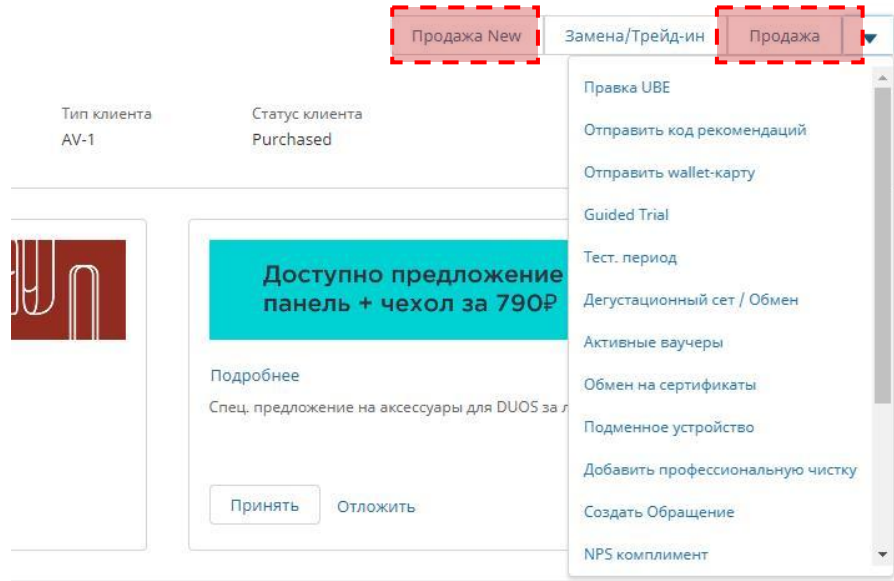 Продажа New
Замена/Трейд-ин
Продажа
Тип клиента
AV-1
Статус клиента
Purchased
Доступно предложение
панель + чехол за 790₽
Подробнее
Спец. предложение на аксессуары для DUOS за
Принять
Отложить
Правка UBE
Отправить код рекомендаций
Отправить wallet-карту
Guided Trial
Тест. период
Дегустационный сет / Обмен
Активные ваучеры
Обмен на сертификаты
Подменное устройство
Добавить профессиональную чистку
Создать Обращение
NPS комплимент